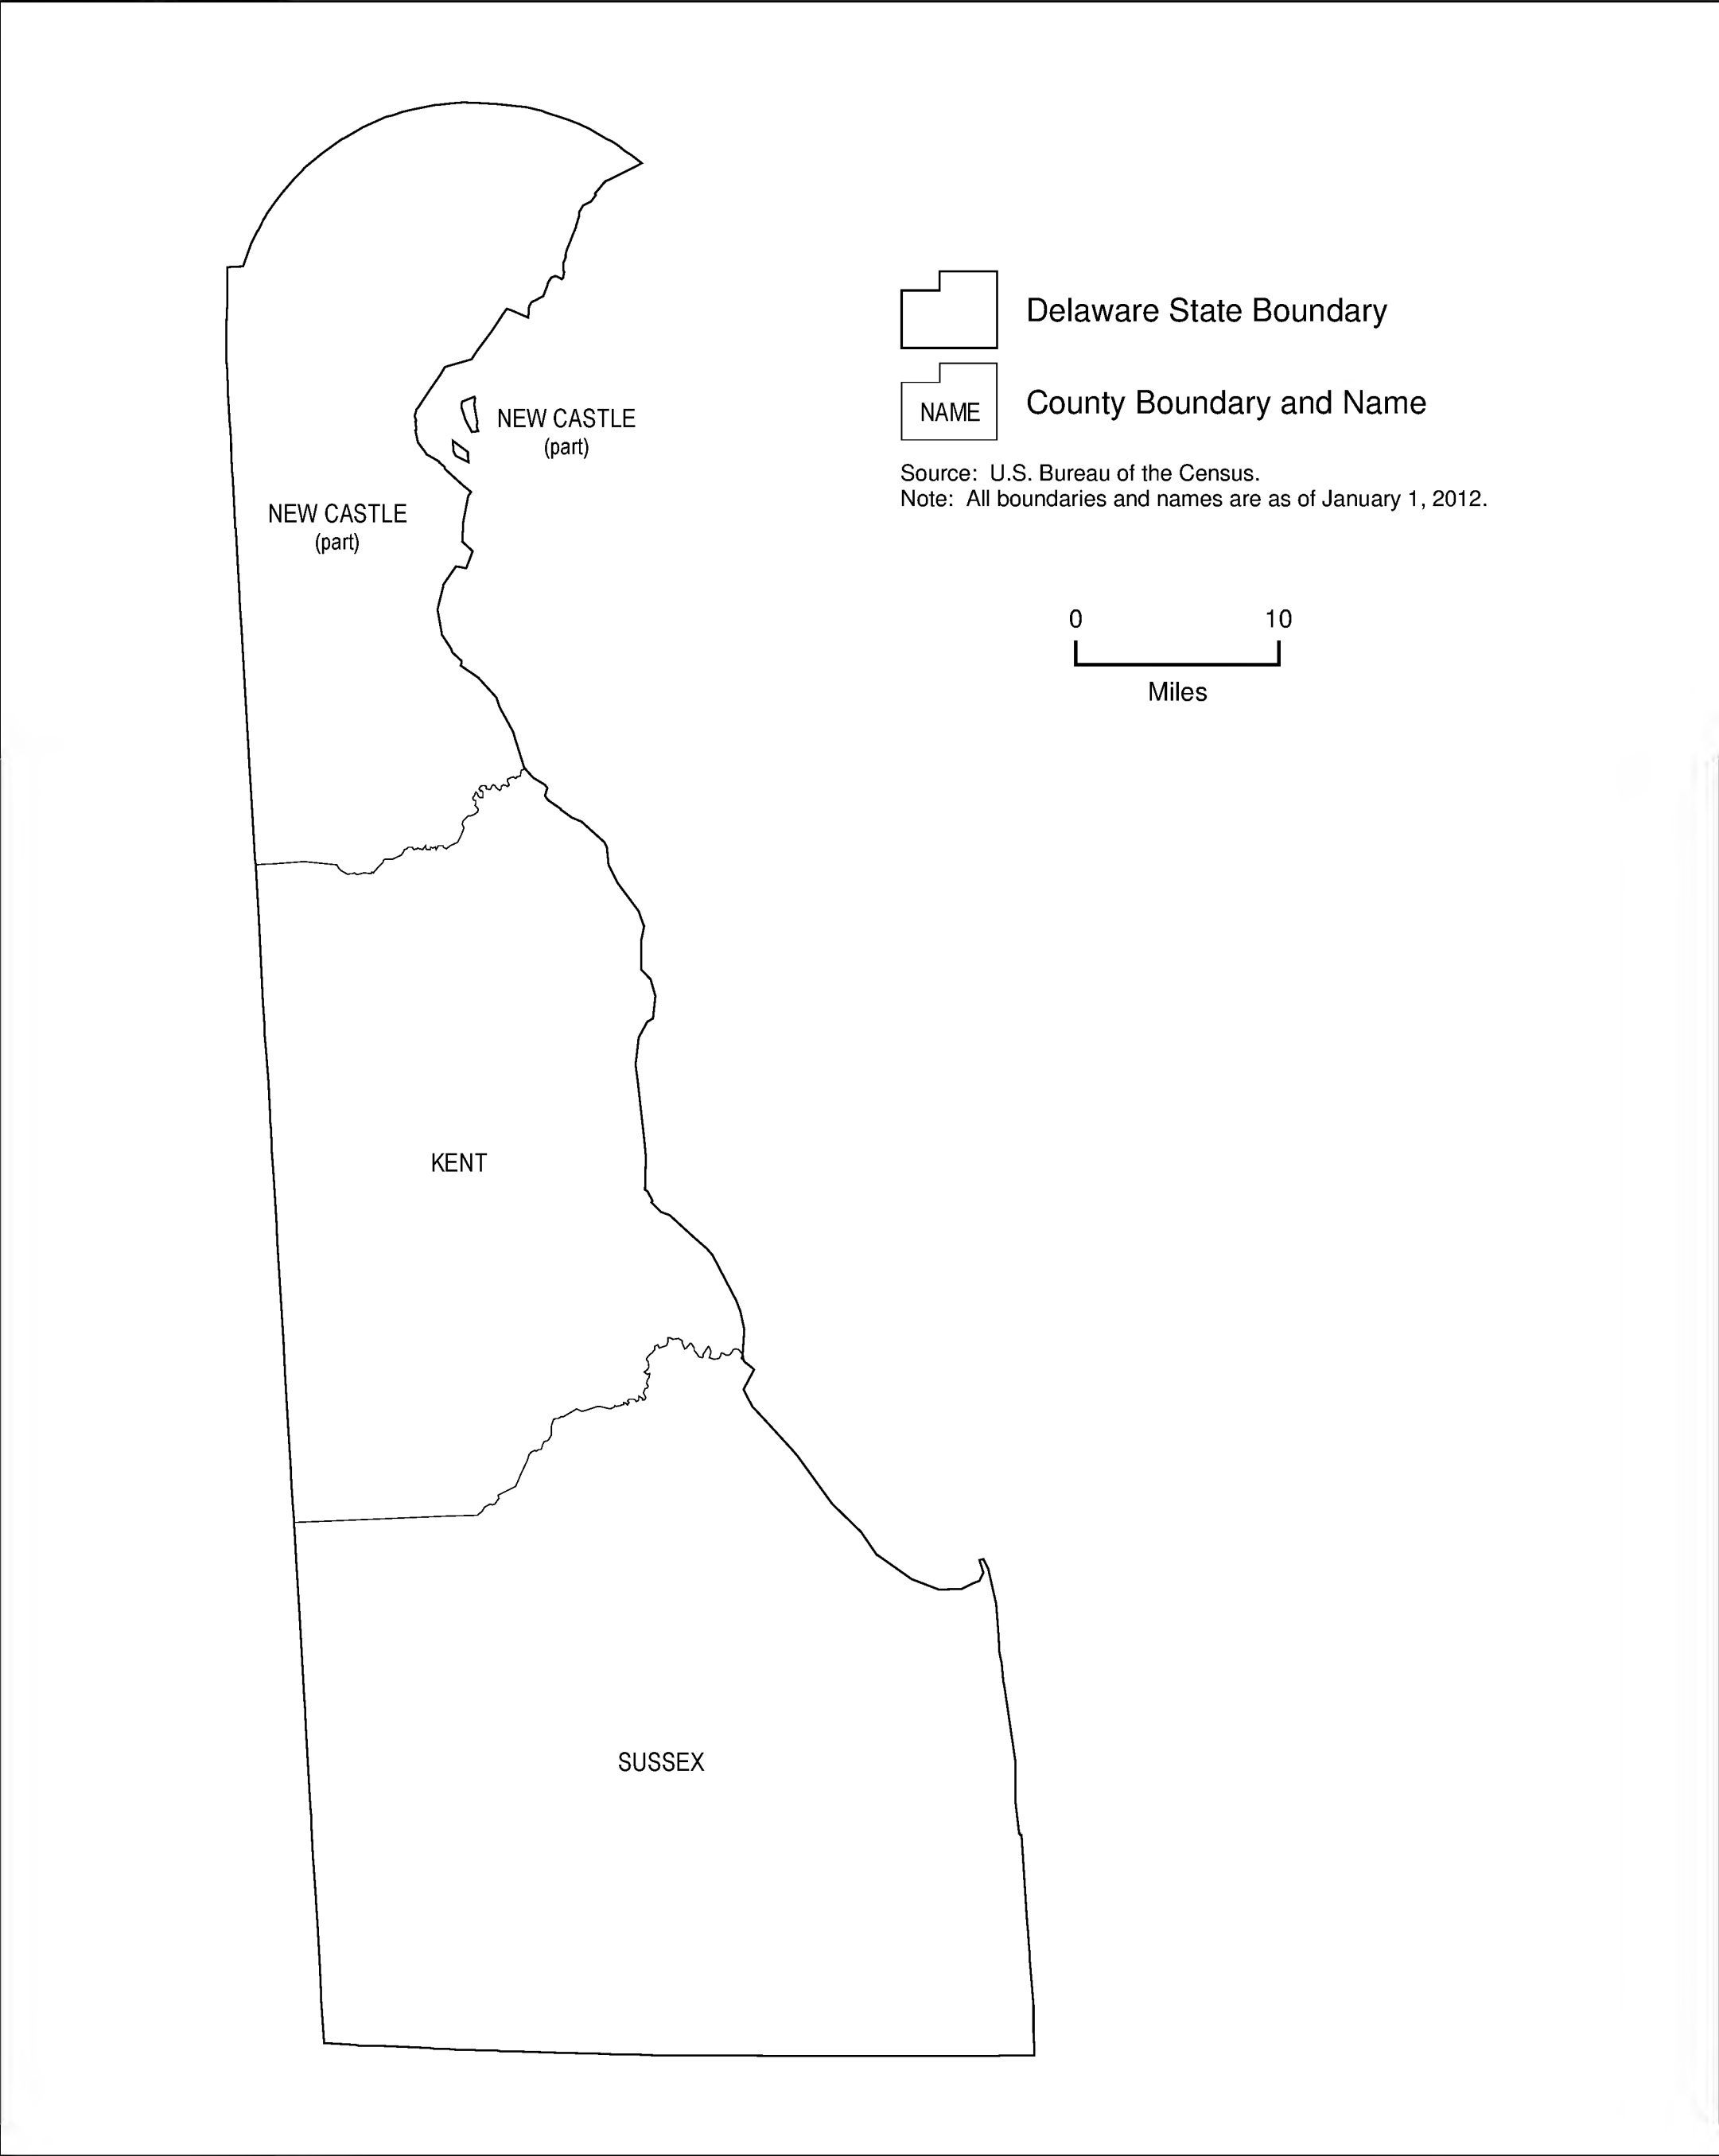 Delaware State Boundary
NAME
County Boundary and Name
NEW CASTLE
(part)
Source:  U.S. Bureau of the Census.
Note:  All boundaries and names are as of January 1, 2012.
NEW CASTLE
(part)
0
10
Miles
KENT
SUSSEX